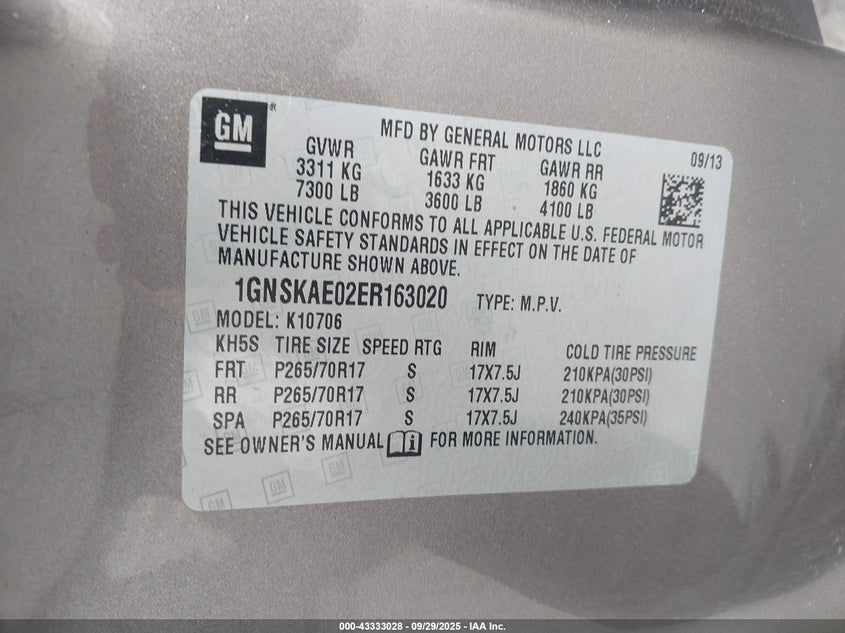 GM
MFD BY GENERAL MOTORS LLC 09/13
GVWR GAWR FRT GAWR RR
3311 KG 1633 KG 1860 KG
7300 LB 3600 LB 4100 LB
THIS VEHICLE CONFORMS TO ALL APPLICABLE U.S. FEDERAL MOTOR
VEHICLE SAFETY STANDARDS IN EFFECT ON THE DATE OF
MANUFACTURE SHOWN ABOVE.
1GNSKAE02ER163020 TYPE: M.P.V.
MODEL: K10706
KH5S TIRE SIZE SPEED RTG RIM COLD TIRE PRESSURE
FRT P265/70R17 S 17X7.5J 210KPA(30PSI)
RR P265/70R17 S 17X7.5J 210KPA(30PSI)
SPA P265/70R17 S 17X7.5J 240KPA(35PSI)
SEE OWNER'S MANUAL FOR MORE INFORMATION.
000-43333028 - 09/29/2025 - IAA Inc.